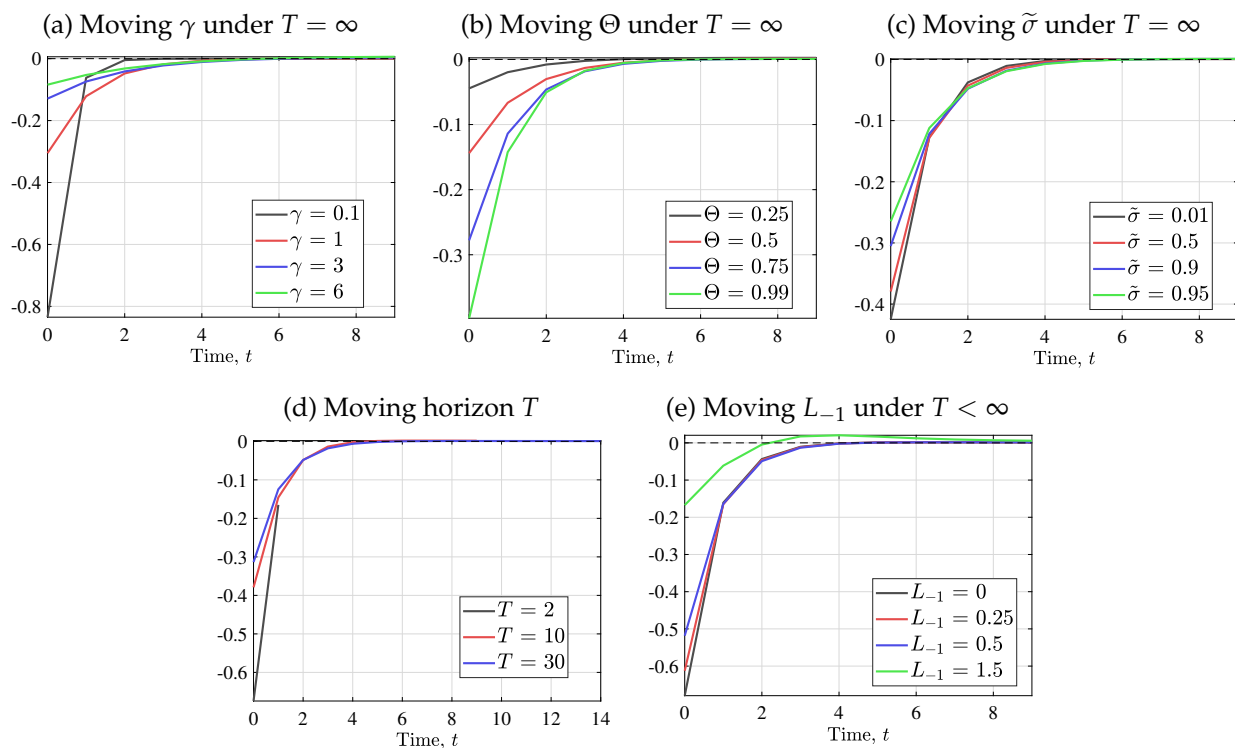 (a) Moving γ under T = ∞
0
-0.2
-0.4
-0.6
-0.8
0 2 4 6 8
Time, t
γ = 0.1
γ = 1
γ = 3
γ = 6
(b) Moving Θ under T = ∞
0
-0.1
-0.2
-0.3
0 2 4 6 8
Time, t
Θ = 0.25
Θ = 0.5
Θ = 0.75
Θ = 0.99
(c) Moving σ̃ under T = ∞
0
-0.1
-0.2
-0.3
-0.4
0 2 4 6 8
Time, t
σ̃ = 0.01
σ̃ = 0.5
σ̃ = 0.9
σ̃ = 0.95
(d) Moving horizon T
0
-0.1
-0.2
-0.3
-0.4
-0.5
-0.6
0 2 4 6 8 10 12 14
Time, t
T = 2
T = 10
T = 30
(e) Moving L₋₁ under T < ∞
0
-0.1
-0.2
-0.3
-0.4
-0.5
-0.6
0 2 4 6 8
Time, t
L₋₁ = 0
L₋₁ = 0.25
L₋₁ = 0.5
L₋₁ = 1.5